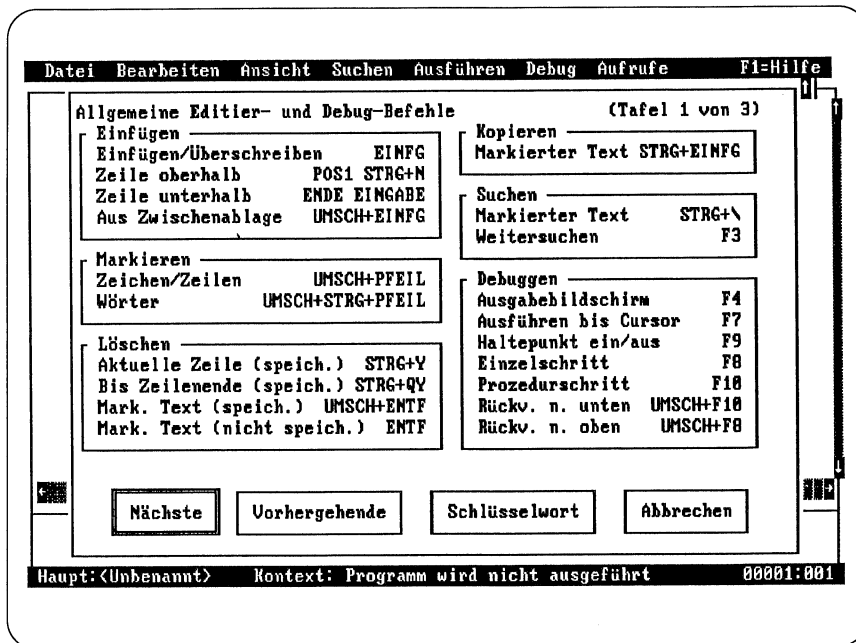 Datei Bearbeiten Ansicht Suchen Ausführen Debug Aufrufe F1=Hilfe
Allgemeine Editier- und Debug-Befehle (Tafel 1 von 3)
Einfügen
Einfügen/Überschreiben EINFG
Zeile oberhalb POS1 STRG+N
Zeile unterhalb ENDE EINGABE
Aus Zwischenablage UMSCH+EINFG
Markieren
Zeichen/Zeilen UMSCH+PFEIL
Wörter UMSCH+STRG+PFEIL
Löschen
Aktuelle Zeile (speich.) STRG+Y
Bis Zeilenende (speich.) STRG+QY
Mark. Text (speich.) UMSCH+ENTF
Mark. Text (nicht speich.) ENTF
Kopieren
Markierter Text STRG+EINFG
Suchen
Markierter Text STRG+\
Weitersuchen F3
Debuggen
Ausgabebildschirm F4
Ausführen bis Cursor F7
Haltepunkt ein/aus F9
Einzelschritt F8
Prozedurschritt F10
Rückv. n. unten UMSCH+F10
Rückv. n. oben UMSCH+F8
Nächste Vorhergehende Schlüsselwort Abbrechen
Haupt:<Unbenannt> Kontext: Programm wird nicht ausgeführt 00001:001